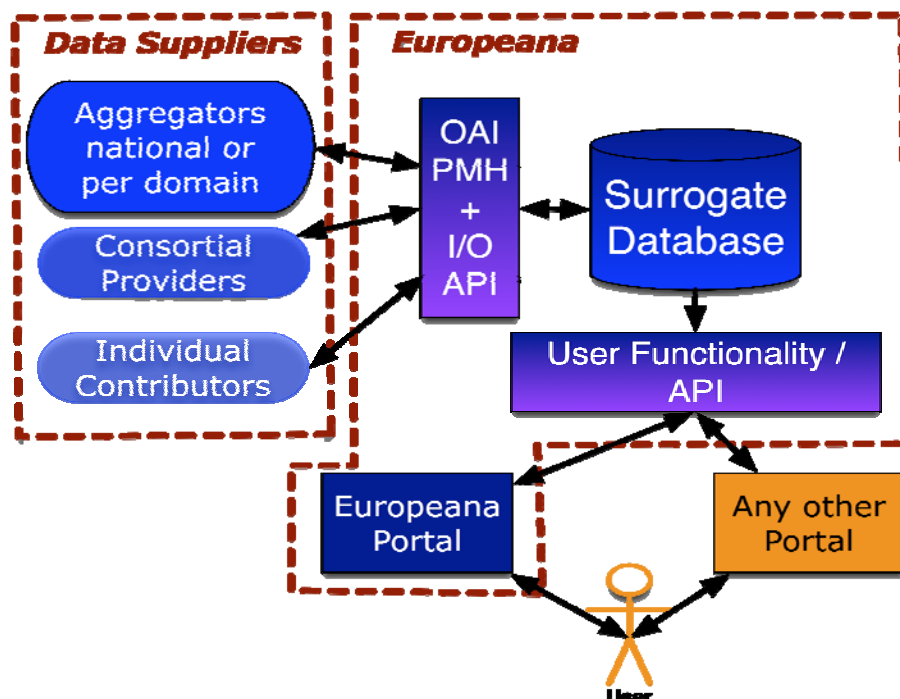 Data Suppliers
Aggregators
national or
per domain
Consortial
Providers
Individual
Contributors
Europeana
OAI
PMH
+
I/O
API
Surrogate
Database
User Functionality /
API
Europeana
Portal
Any other
Portal
User